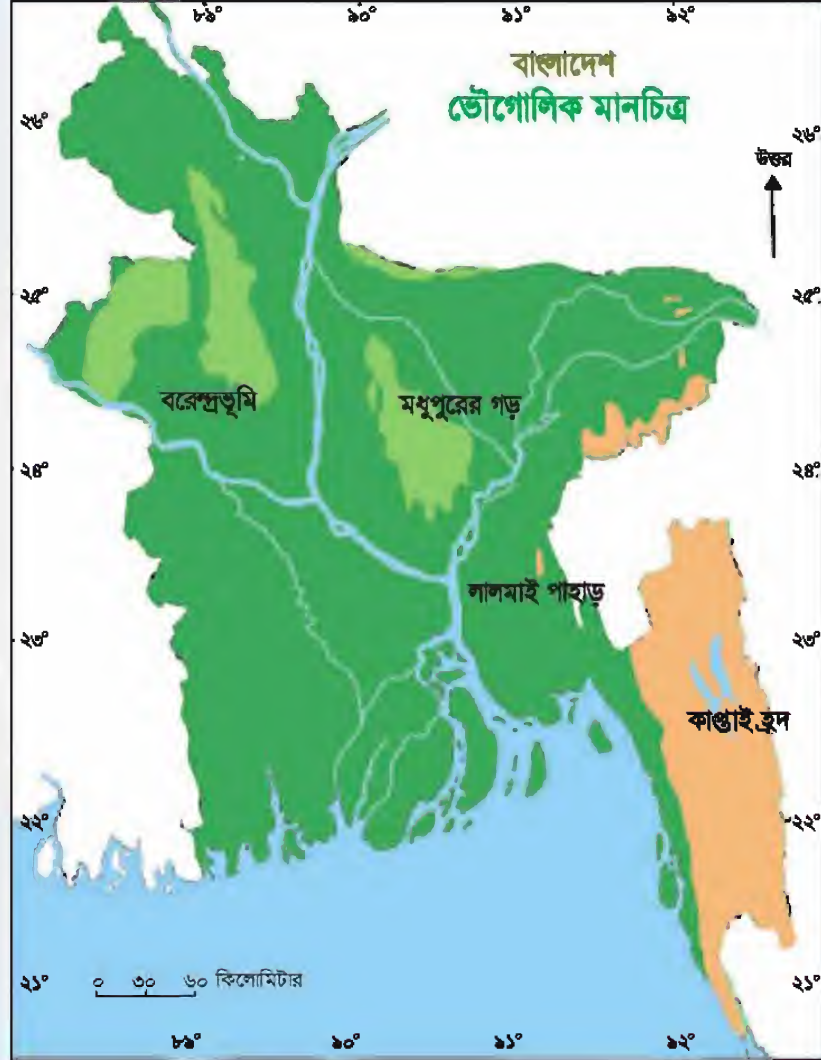 ৮৯° ৯০° ৯১° ৯২°
বাংলাদেশ
ভৌগোলিক মানচিত্র
২৬° ২৬°
উত্তর
২৫° ২৫°
বরেন্দ্রভূমি মধুপুরের গড়
২৪° ২৪°
লালমাই পাহাড়
২৩° ২৩°
কাপ্তাই হ্রদ
২২° ২২°
২১° ০ ৩০ ৬০ কিলোমিটার ২১°
৮৯° ৯০° ৯১° ৯২°